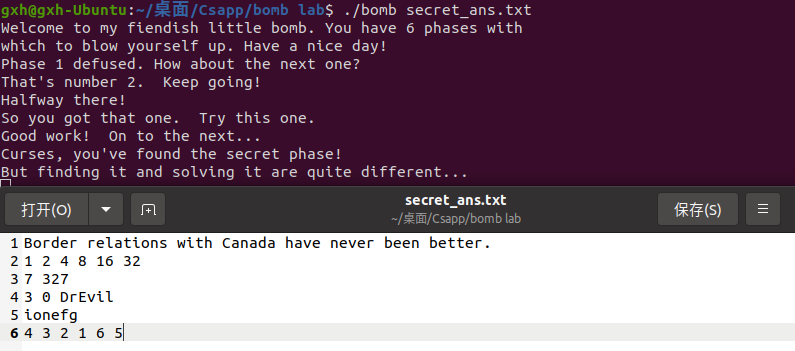 gxh@gxh-Ubuntu:~/桌面/Csapp/bomb lab$ ./bomb secret_ans.txt
Welcome to my fiendish little bomb. You have 6 phases with
which to blow yourself up. Have a nice day!
Phase 1 defused. How about the next one?
That's number 2.  Keep going!
Halfway there!
So you got that one.  Try this one.
Good work!  On to the next...
Curses, you've found the secret phase!
But finding it and solving it are quite different...
打开(O) secret_ans.txt 保存(S)
~/桌面/Csapp/bomb lab
1 Border relations with Canada have never been better.
2 1 2 4 8 16 32
3 7 327
4 3 0 DrEvil
5 ionefg
6 4 3 2 1 6 5